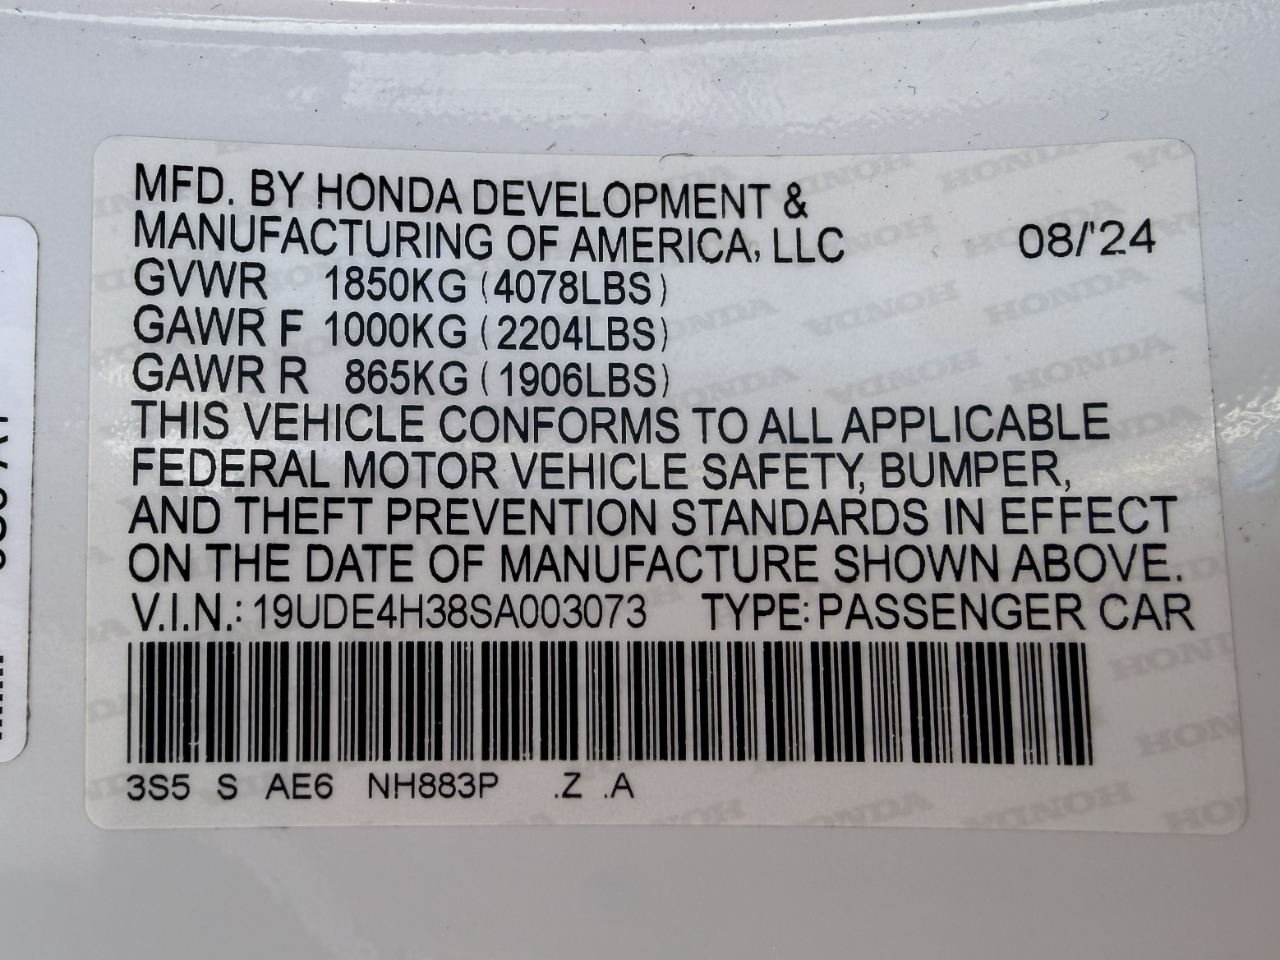 MFD. BY HONDA DEVELOPMENT &
MANUFACTURING OF AMERICA, LLC 08/'24
GVWR 1850KG (4078LBS)
GAWR F 1000KG (2204LBS)
GAWR R 865KG (1906LBS)
THIS VEHICLE CONFORMS TO ALL APPLICABLE
FEDERAL MOTOR VEHICLE SAFETY, BUMPER,
AND THEFT PREVENTION STANDARDS IN EFFECT
ON THE DATE OF MANUFACTURE SHOWN ABOVE.
V.I.N.: 19UDE4H38SA003073 TYPE: PASSENGER CAR
3S5 S AE6 NH883P .Z .A